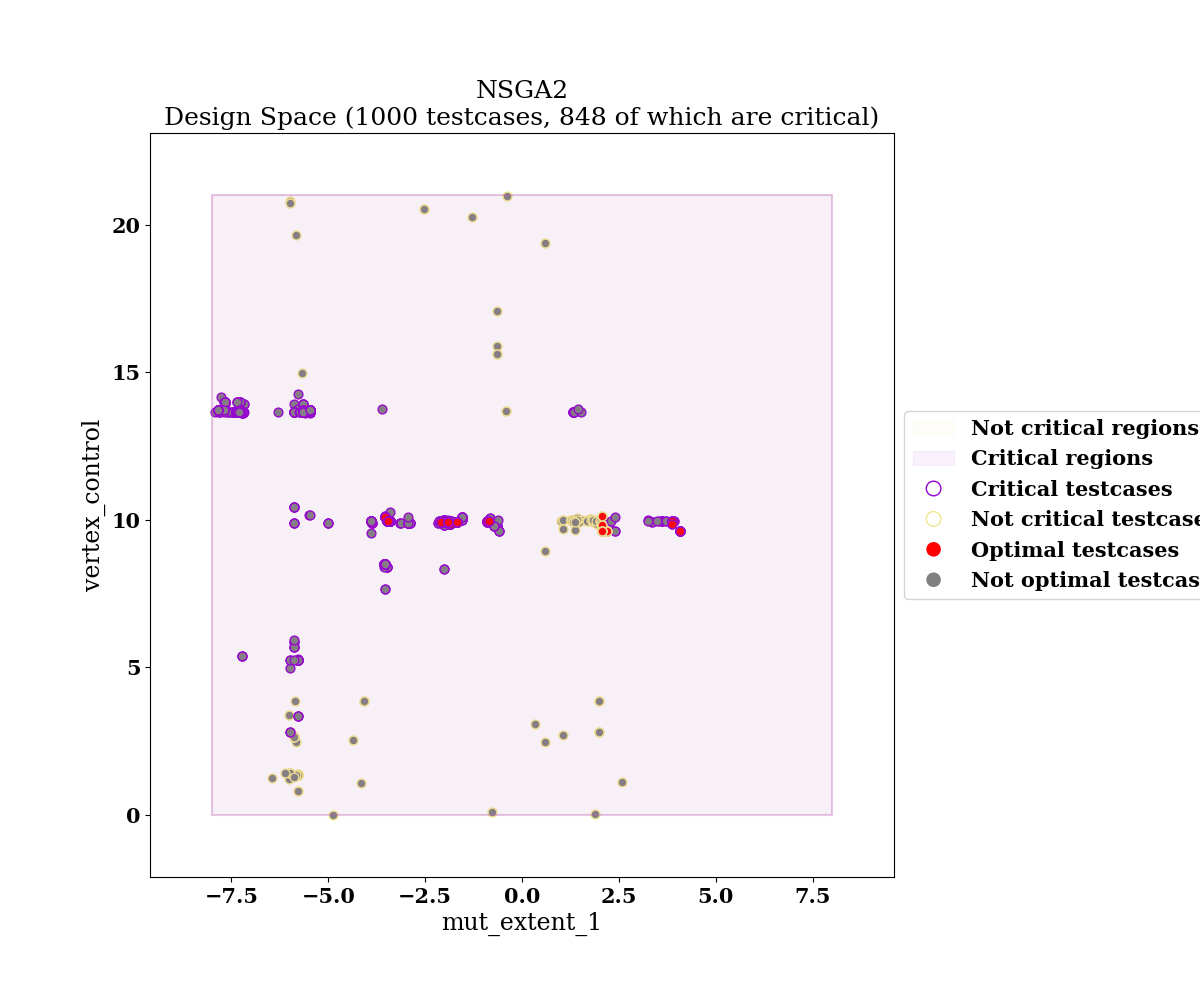 NSGA2
Design Space (1000 testcases, 848 of which are critical)
20
15
10
5
0
vertex_control
−7.5 −5.0 −2.5 0.0 2.5 5.0 7.5
mut_extent_1
Not critical regions
Critical regions
Critical testcases
Not critical testcase
Optimal testcases
Not optimal testcas